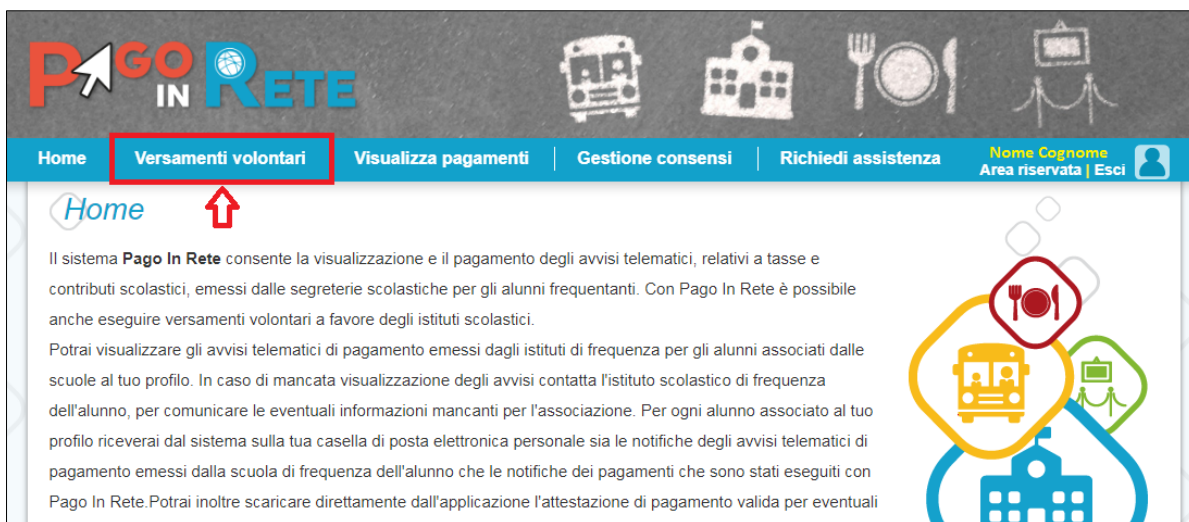 PAGO IN RETE
Home Versamenti volontari Visualizza pagamenti Gestione consensi Richiedi assistenza Nome Cognome
Area riservata | Esci
Home
Il sistema Pago In Rete consente la visualizzazione e il pagamento degli avvisi telematici, relativi a tasse e
contributi scolastici, emessi dalle segreterie scolastiche per gli alunni frequentanti. Con Pago In Rete è possibile
anche eseguire versamenti volontari a favore degli istituti scolastici.
Potrai visualizzare gli avvisi telematici di pagamento emessi dagli istituti di frequenza per gli alunni associati dalle
scuole al tuo profilo. In caso di mancata visualizzazione degli avvisi contatta l'istituto scolastico di frequenza
dell'alunno, per comunicare le eventuali informazioni mancanti per l'associazione. Per ogni alunno associato al tuo
profilo riceverai dal sistema sulla tua casella di posta elettronica personale sia le notifiche degli avvisi telematici di
pagamento emessi dalla scuola di frequenza dell'alunno che le notifiche dei pagamenti che sono stati eseguiti con
Pago In Rete.Potrai inoltre scaricare direttamente dall'applicazione l'attestazione di pagamento valida per eventuali